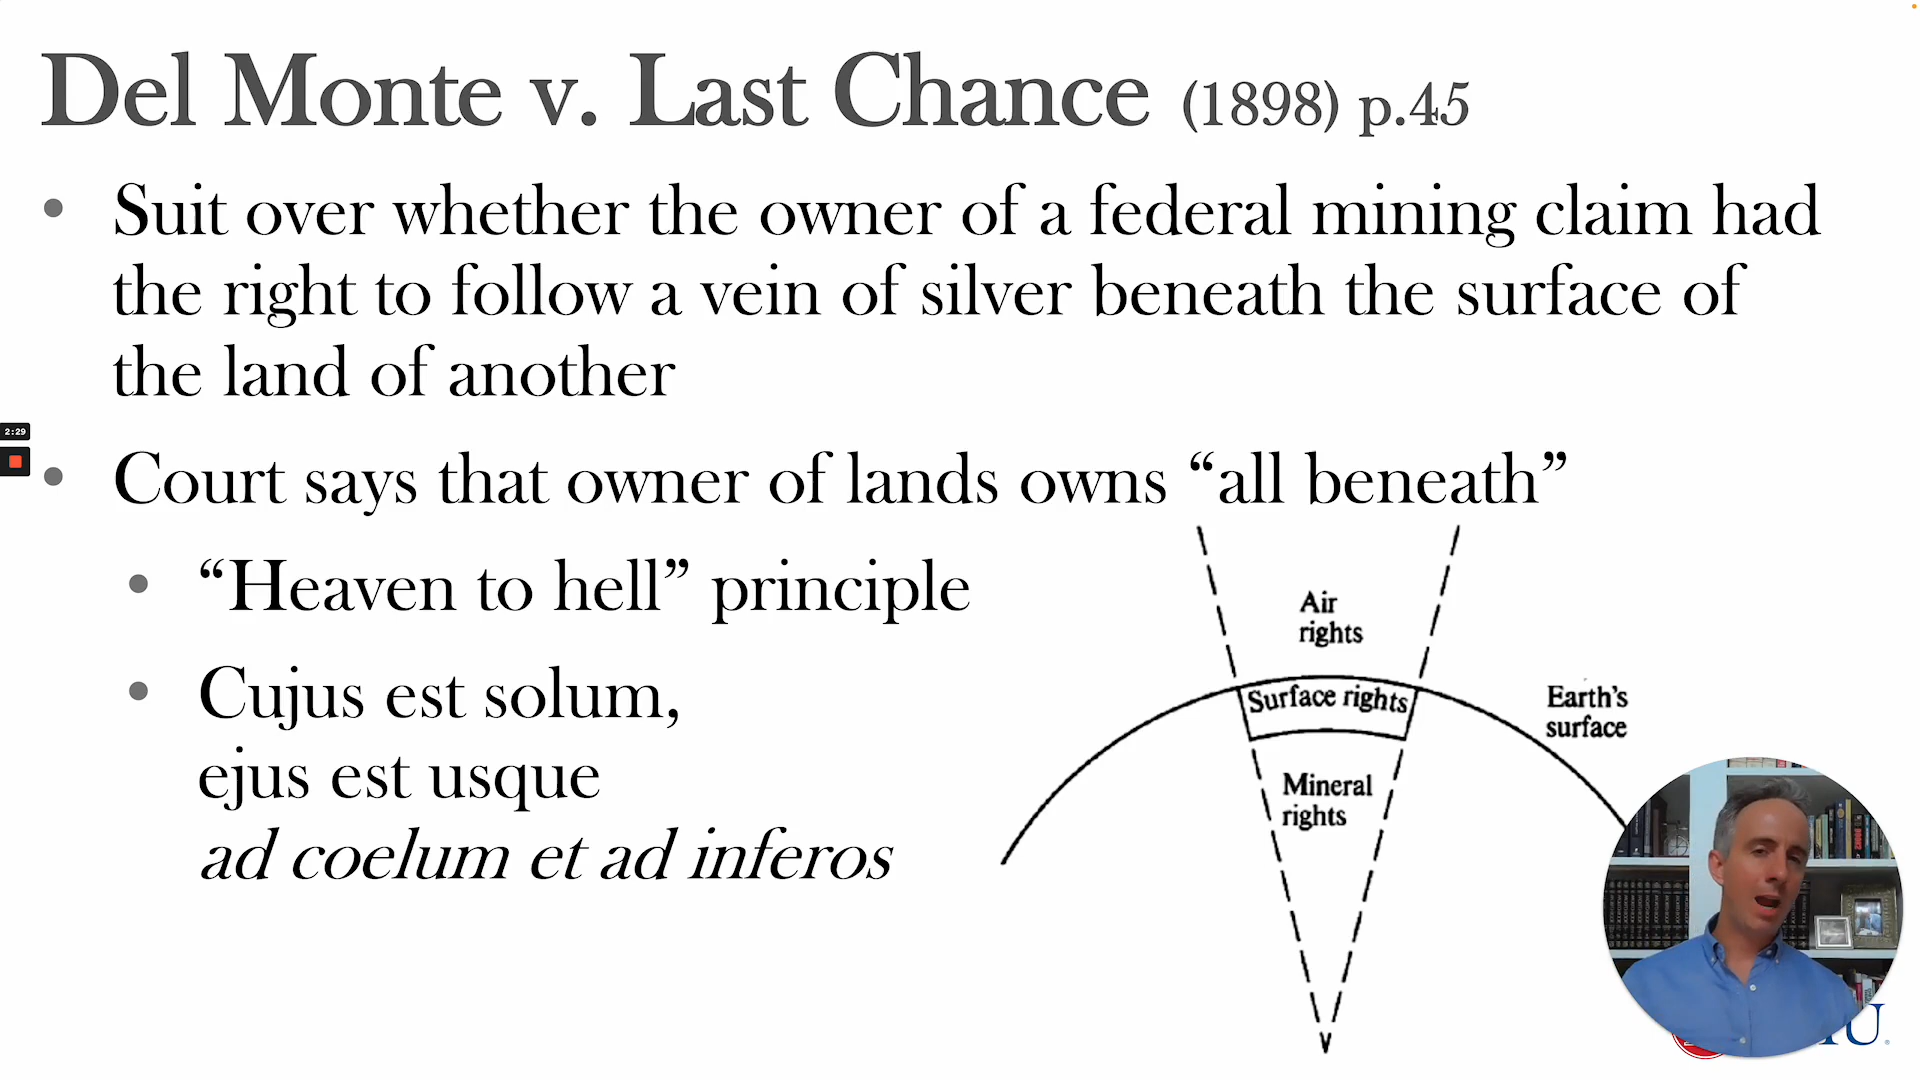 Del Monte v. Last Chance (1898) p.45
• Suit over whether the owner of a federal mining claim had
the right to follow a vein of silver beneath the surface of
the land of another
2:29
• Court says that owner of lands owns “all beneath”
• “Heaven to hell” principle
• Cujus est solum,
ejus est usque
ad coelum et ad inferos
Air
rights
Surface rights
Earth’s
surface
Mineral
rights